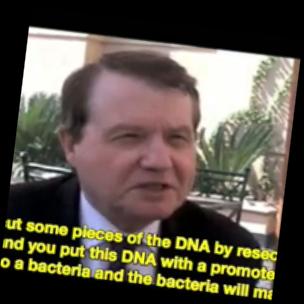 ut some pieces of the DNA by resec
nd you put this DNA with a promote
o a bacteria and the bacteria will ma